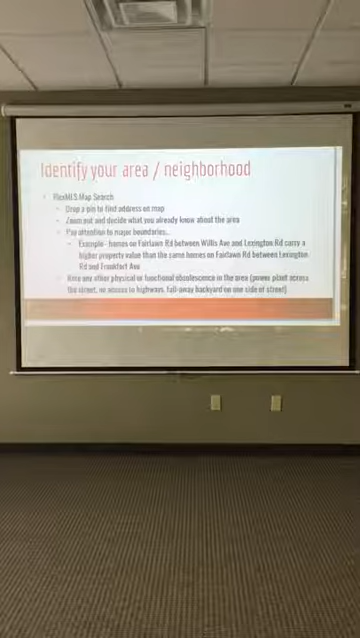 Identify your area / neighborhood
FlexMLS Map Search
Drop a pin to find address on map
Zoom out and decide what you already know about the area
Pay attention to major boundaries...
Example - homes on Fairlawn Rd between Willis Ave and Lexington Rd carry a
higher property value than the same homes on Fairlawn Rd between Lexington
Rd and Frankfort Ave
Note any other physical or functional obsolescence in the area (power plant across
the street, no access to highways, fall-away backyard on one side of street)